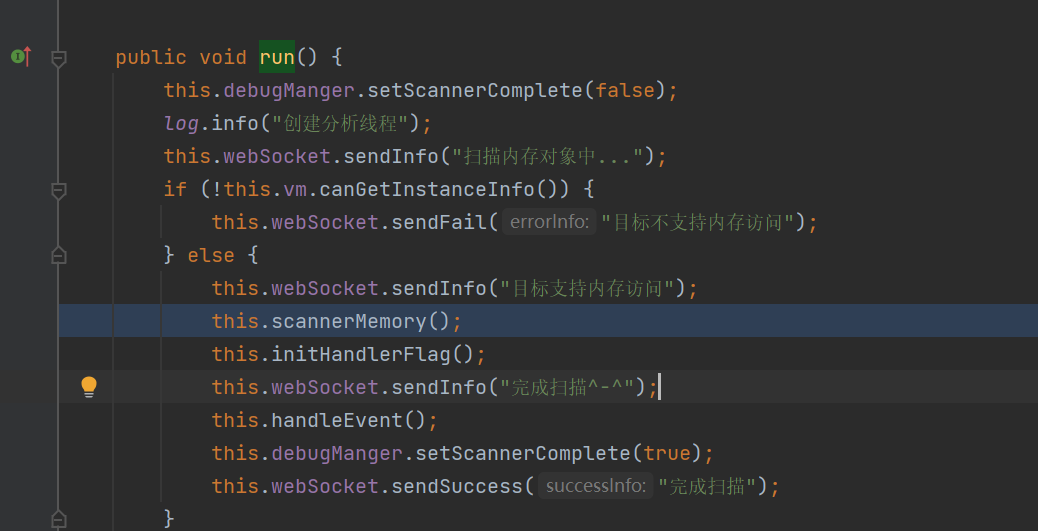 public void run() {
this.debugManger.setScannerComplete(false);
log.info("创建分析线程");
this.webSocket.sendInfo("扫描内存对象中...");
if (!this.vm.canGetInstanceInfo()) {
this.webSocket.sendFail( errorInfo: "目标不支持内存访问");
} else {
this.webSocket.sendInfo("目标支持内存访问");
this.scannerMemory();
this.initHandlerFlag();
this.webSocket.sendInfo("完成扫描^-^");
this.handleEvent();
this.debugManger.setScannerComplete(true);
this.webSocket.sendSuccess( successInfo: "完成扫描");
}